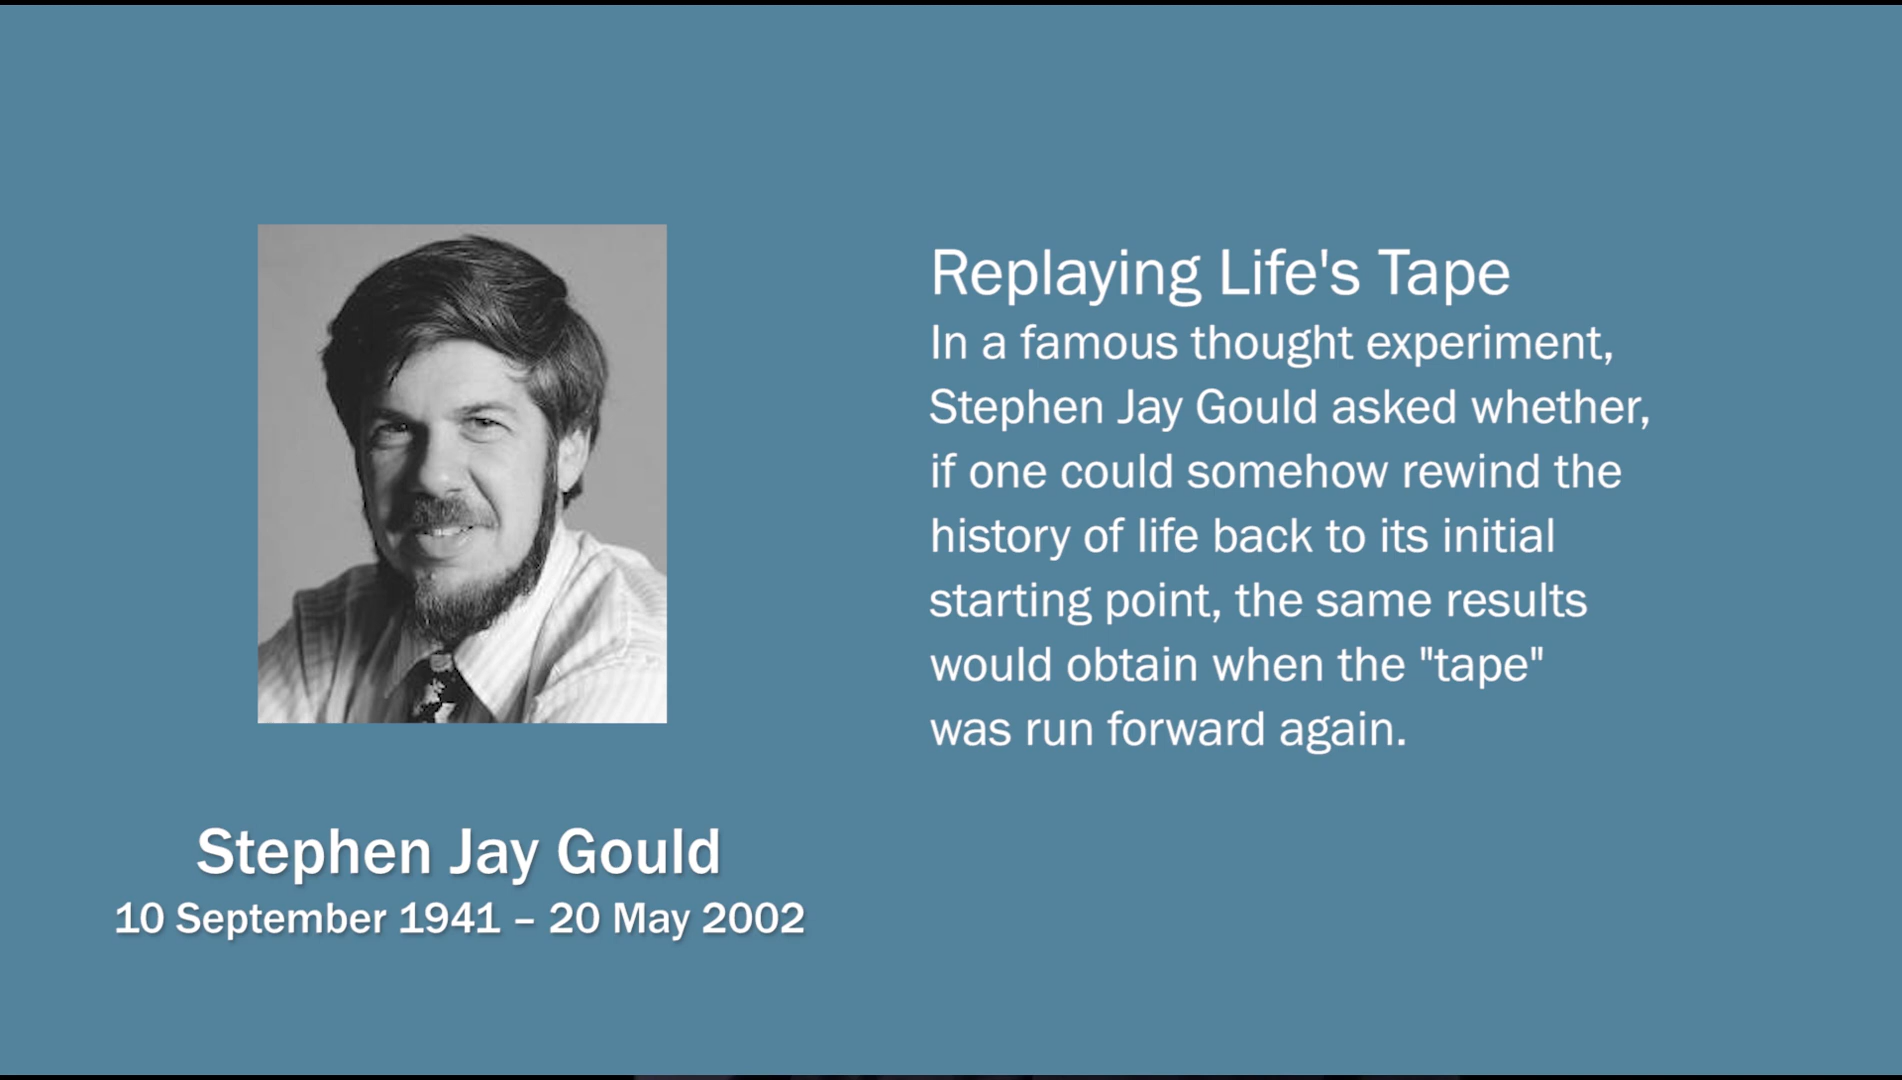 Replaying Life's Tape
In a famous thought experiment,
Stephen Jay Gould asked whether,
if one could somehow rewind the
history of life back to its initial
starting point, the same results
would obtain when the "tape"
was run forward again.
Stephen Jay Gould
10 September 1941 – 20 May 2002